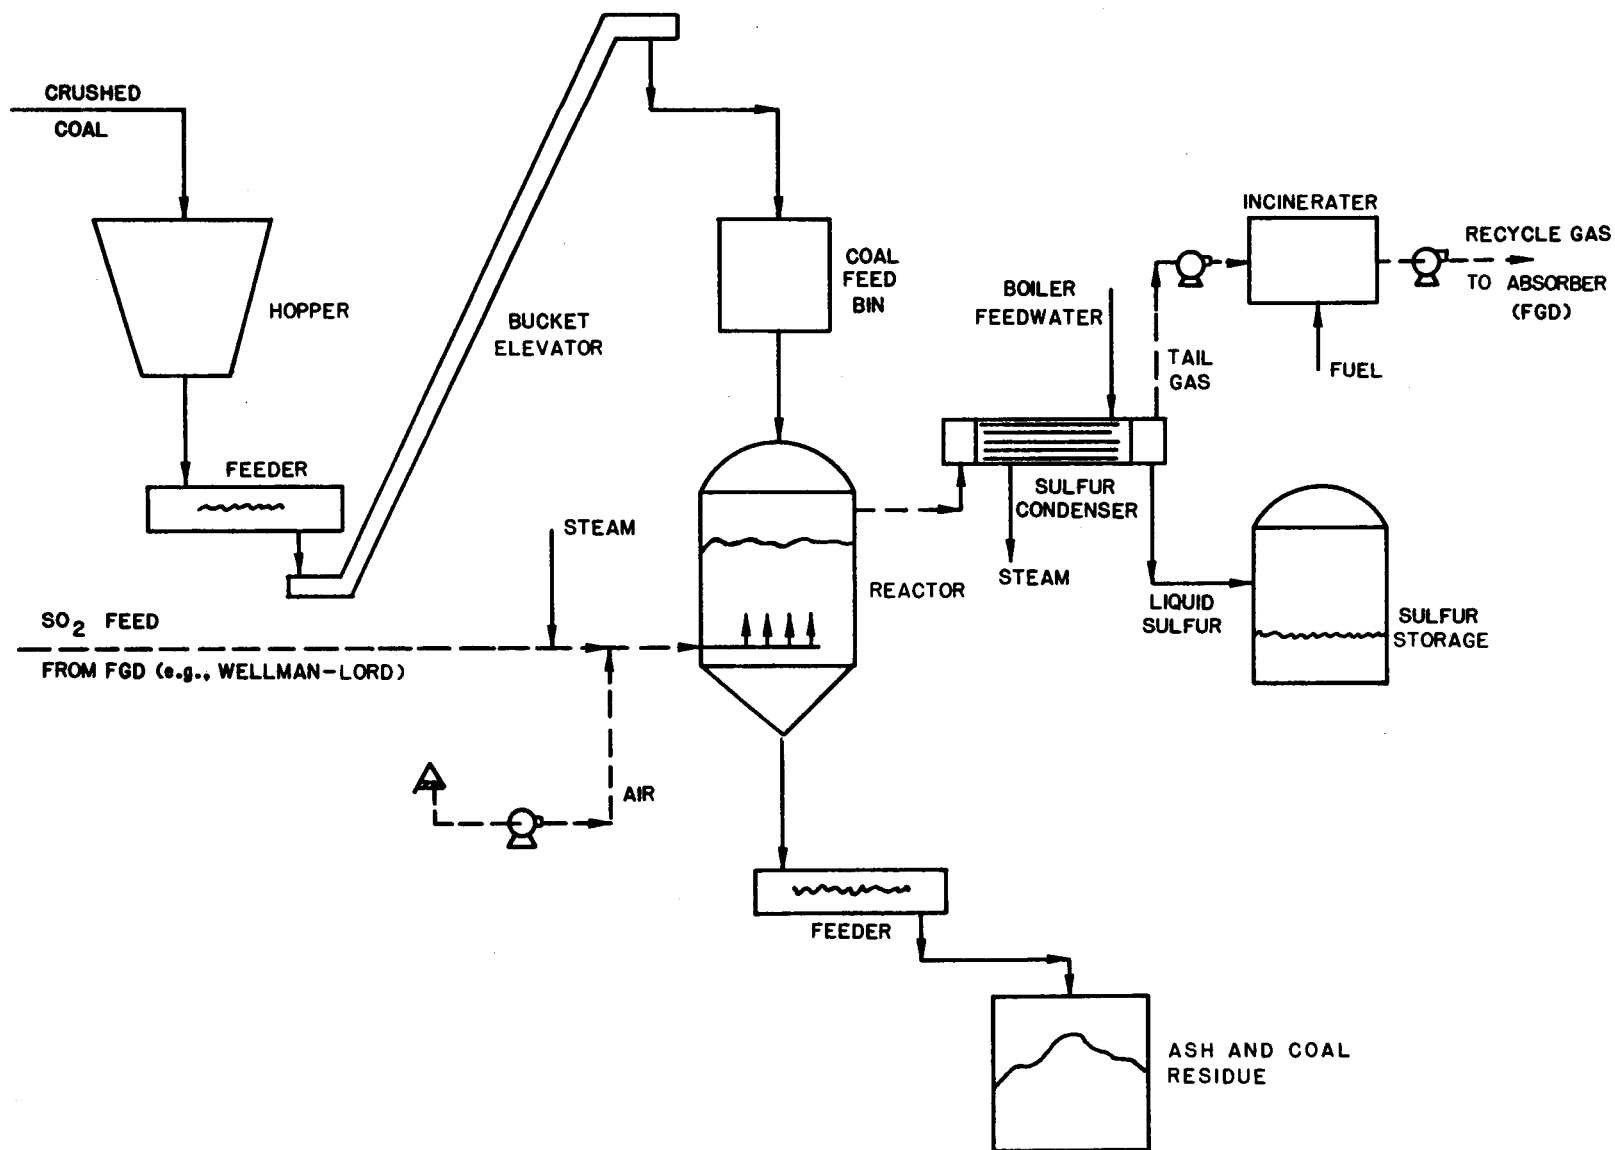 CRUSHED
COAL
HOPPER
FEEDER
BUCKET
ELEVATOR
COAL
FEED
BIN
INCINERATER
RECYCLE GAS
TO ABSORBER
(FGD)
FUEL
BOILER
FEEDWATER
TAIL
GAS
SULFUR
CONDENSER
STEAM
STEAM
REACTOR
LIQUID
SULFUR
SULFUR
STORAGE
SO2 FEED
FROM FGD (e.g., WELLMAN-LORD)
AIR
FEEDER
ASH AND COAL
RESIDUE